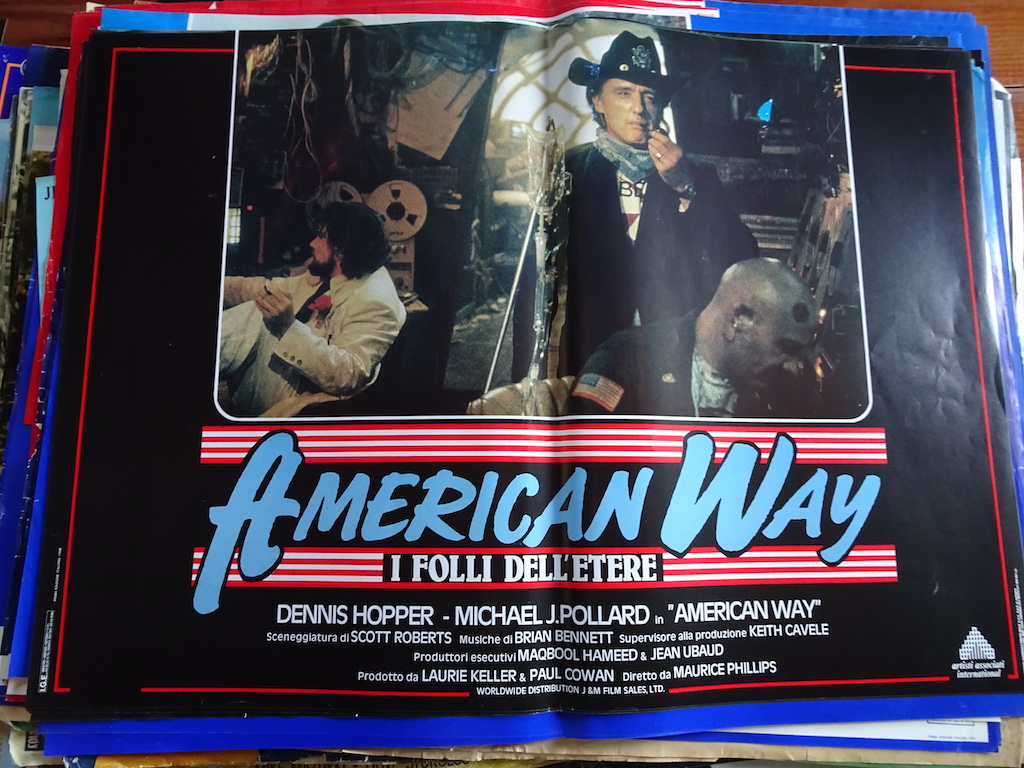 AMERICAN WAY
I FOLLI DELL'ETERE
DENNIS HOPPER - MICHAEL J. POLLARD in "AMERICAN WAY"
Sceneggiatura di SCOTT ROBERTS Musiche di BRIAN BENNETT Supervisore alla produzione KEITH CAVELE
Produttori esecutivi MAQBOOL HAMEED & JEAN UBAUD
Prodotto da LAURIE KELLER & PAUL COWAN Diretto da MAURICE PHILLIPS
WORLDWIDE DISTRIBUTION J & M FILM SALES, LTD.
artisti associati
international
I.G.E.